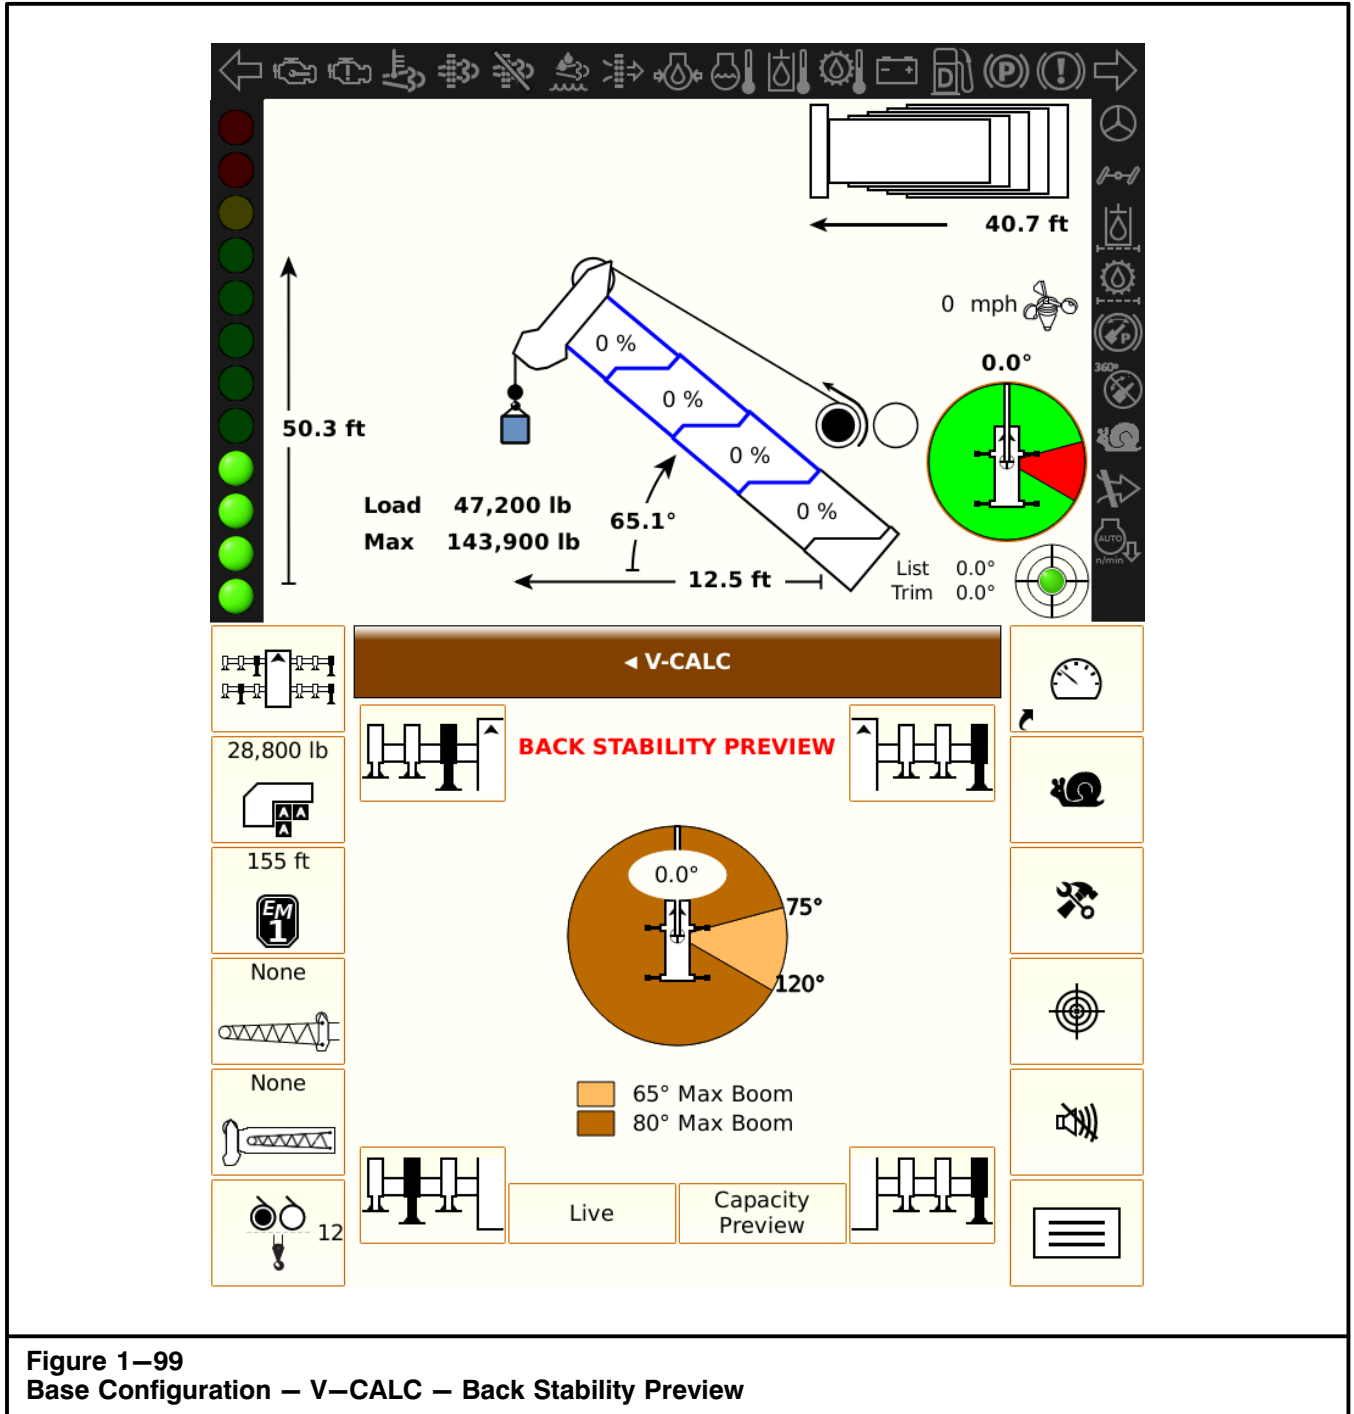 D
P
!
40.7 ft
0 mph
P
0.0°
360°
0 %
0 %
0 %
0 %
50.3 ft
Load 47,200 lb
Max 143,900 lb
65.1°
12.5 ft
List 0.0°
Trim 0.0°
AUTO
n/min
◄ V-CALC
BACK STABILITY PREVIEW
28,800 lb
A A
A
155 ft
EM
1
None
None
12
0.0°
75°
120°
65° Max Boom
80° Max Boom
Live
Capacity
Preview
Figure 1—99
Base Configuration — V—CALC — Back Stability Preview